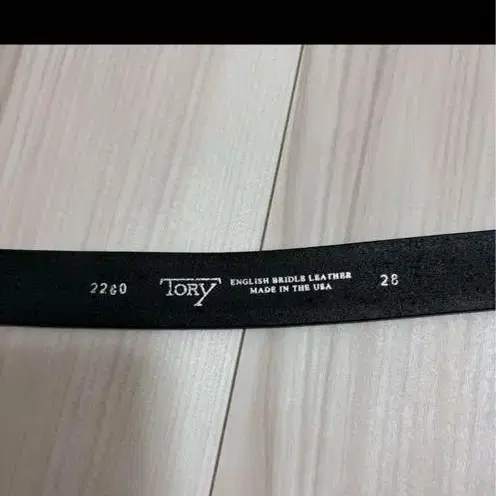 2260 TORY ENGLISH BRIDLE LEATHER
MADE IN THE USA 28